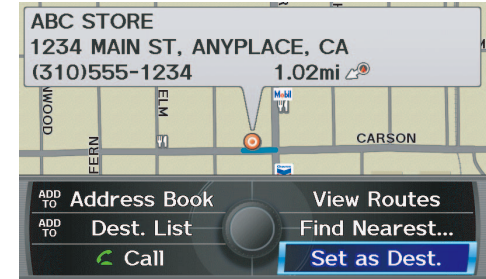 ABC STORE
1234 MAIN ST, ANYPLACE, CA
(310)555-1234 1.02mi
NWOOD
ELM
Mobil
FERN
CARSON
ADD TO Address Book
View Routes
ADD TO Dest. List
Find Nearest...
Call
Set as Dest.